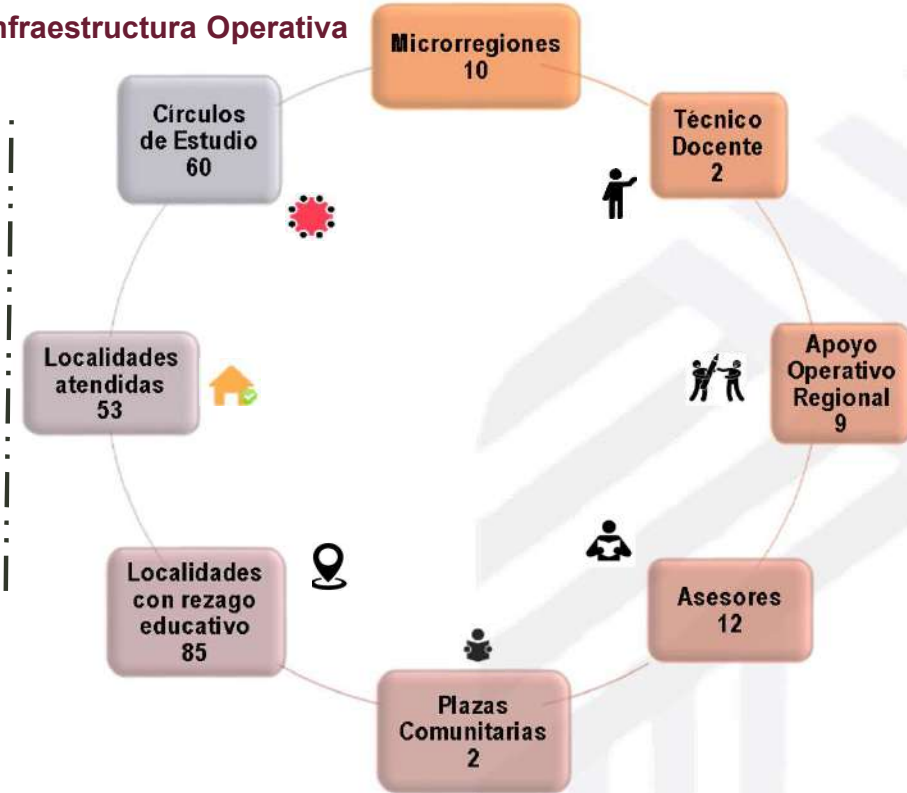 nfraestructura Operativa
Microrregiones
10
Técnico
Docente
2
Apoyo
Operativo
Regional
9
Asesores
12
Plazas
Comunitarias
2
Localidades
con rezago
educativo
85
Localidades
atendidas
53
Círculos
de Estudio
60